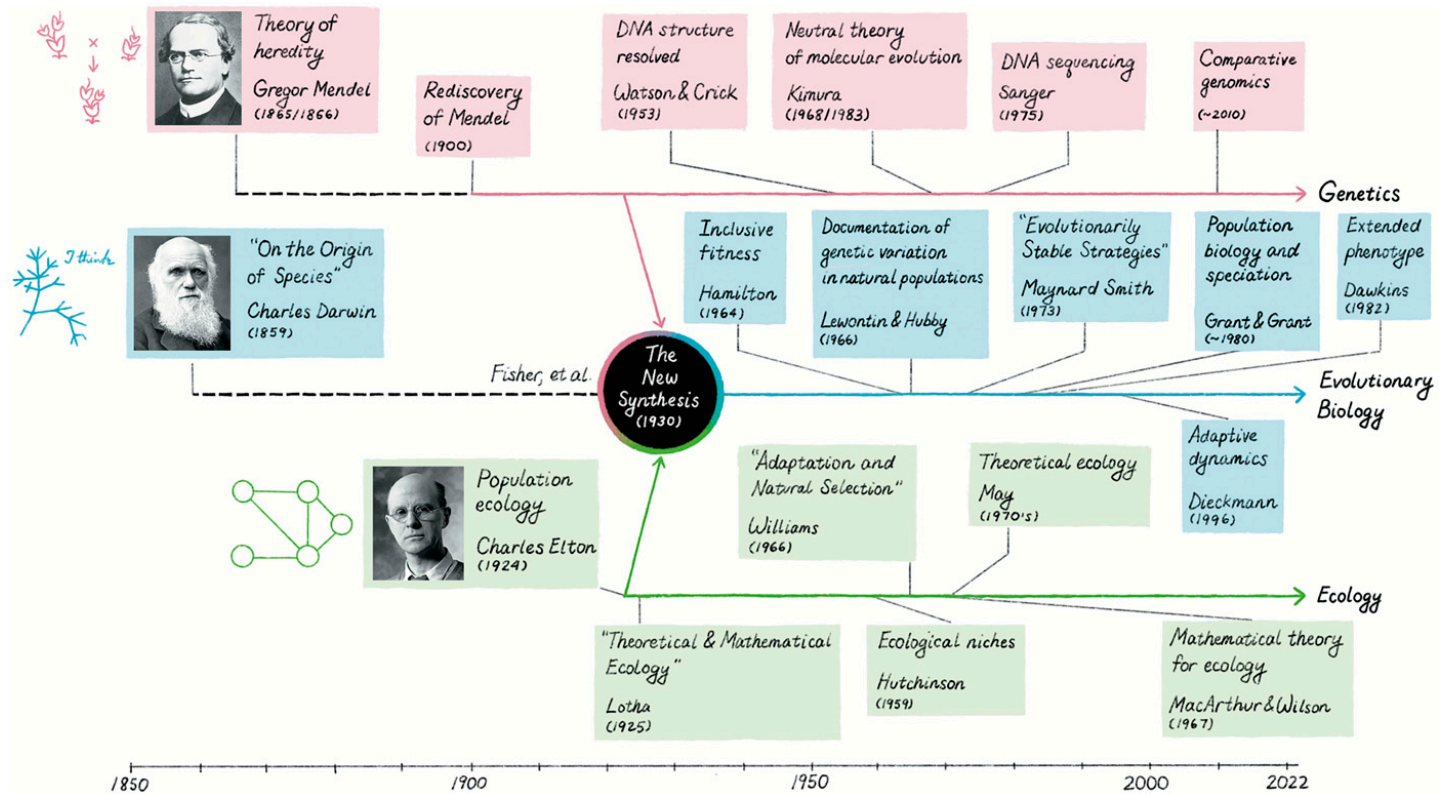 Theory of
heredity
Gregor Mendel
(1865/1866)
×
Rediscovery
of Mendel
(1900)
DNA structure
resolved
Watson & Crick
(1953)
Neutral theory
of molecular evolution
Kimura
(1968/1983)
DNA sequencing
Sanger
(1975)
Comparative
genomics
(~2010)
Genetics
I think
"On the Origin
of Species"
Charles Darwin
(1859)
Inclusive
fitness
Hamilton
(1964)
Documentation of
genetic variation
in natural populations
Lewontin & Hubby
(1966)
"Evolutionarily
Stable Strategies"
Maynard Smith
(1973)
Population
biology and
speciation
Grant & Grant
(~1980)
Extended
phenotype
Dawkins
(1982)
Fisher, et al.
The
New
Synthesis
(1930)
Evolutionary
Biology
Adaptive
dynamics
Dieckmann
(1996)
Population
ecology
Charles Elton
(1924)
"Adaptation and
Natural Selection"
Williams
(1966)
Theoretical ecology
May
(1970's)
Ecology
"Theoretical & Mathematical
Ecology"
Lotka
(1925)
Ecological niches
Hutchinson
(1959)
Mathematical theory
for ecology
MacArthur & Wilson
(1967)
1850
1900
1950
2000
2022